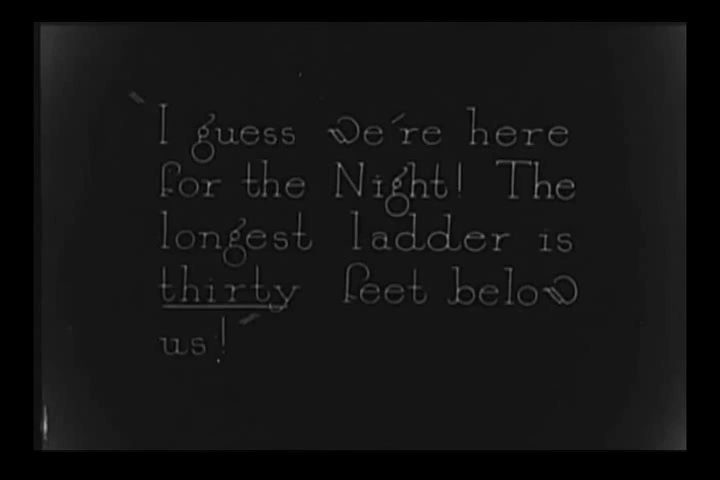 "I guess we're here
for the Night! The
longest ladder is
thirty feet below
us!"